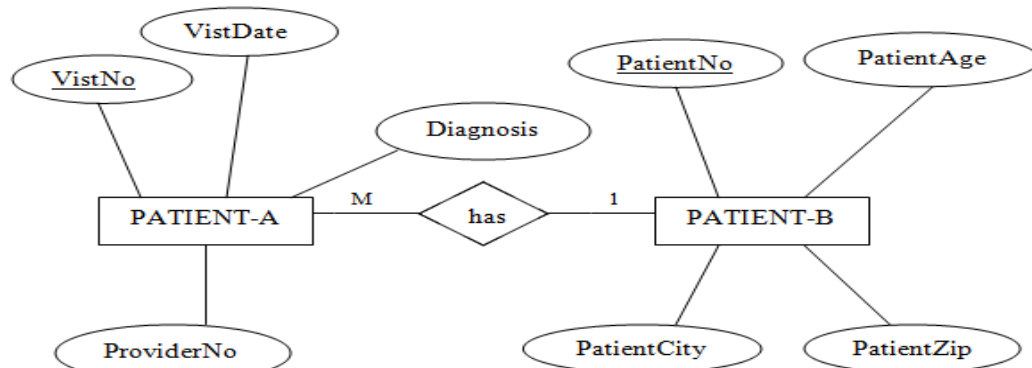 VistDate
VistNo
PatientNo
PatientAge
Diagnosis
PATIENT-A
M
has
1
PATIENT-B
ProviderNo
PatientCity
PatientZip